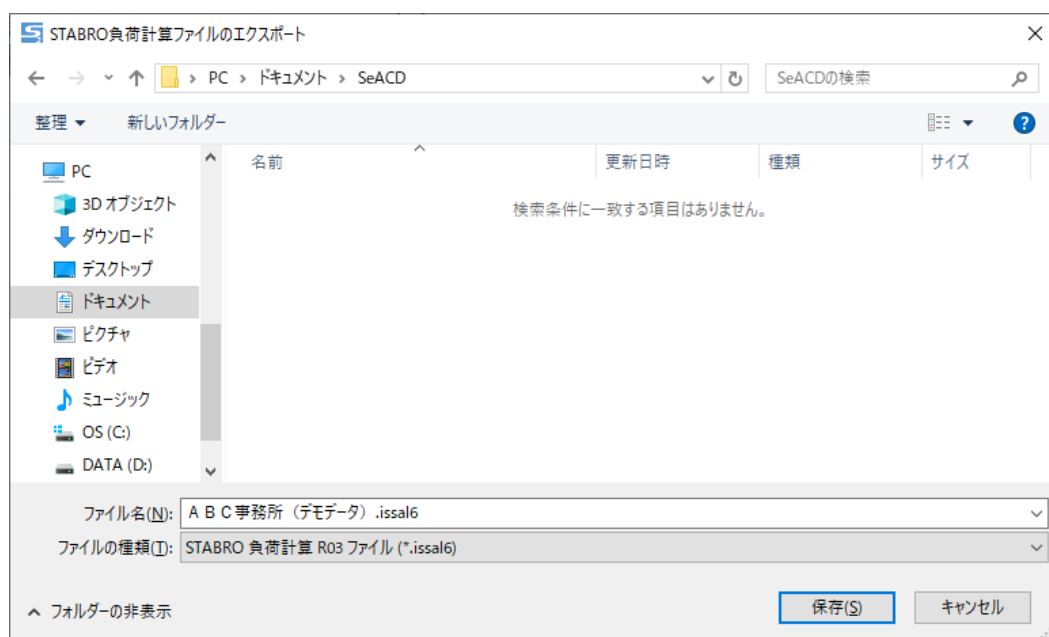 STABRO負荷計算ファイルのエクスポート
PC › ドキュメント › SeACD
SeACDの検索
整理 新しいフォルダー
名前 更新日時 種類 サイズ
検索条件に一致する項目はありません。
PC
3D オブジェクト
ダウンロード
デスクトップ
ドキュメント
ピクチャ
ビデオ
ミュージック
OS (C:)
DATA (D:)
ファイル名(N): ＡＢＣ事務所（デモデータ）.issal6
ファイルの種類(T): STABRO 負荷計算 R03 ファイル (*.issal6)
フォルダーの非表示
保存(S) キャンセル